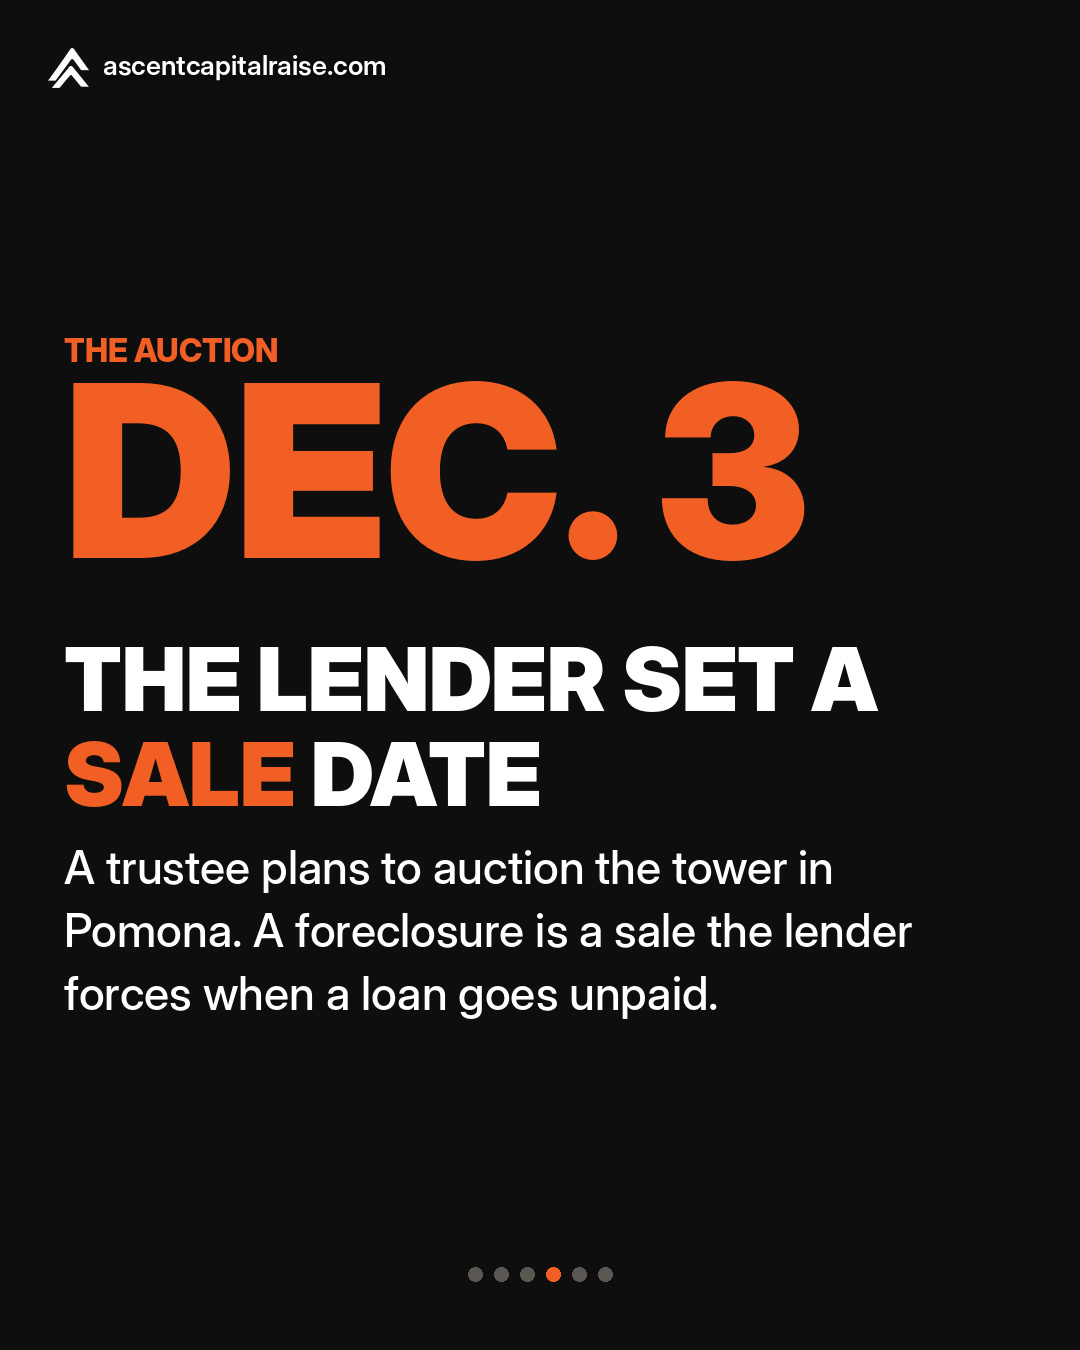 ascentcapitalraise.com
THE AUCTION
DEC. 3
THE LENDER SET A
SALE DATE
A trustee plans to auction the tower in
Pomona. A foreclosure is a sale the lender
forces when a loan goes unpaid.